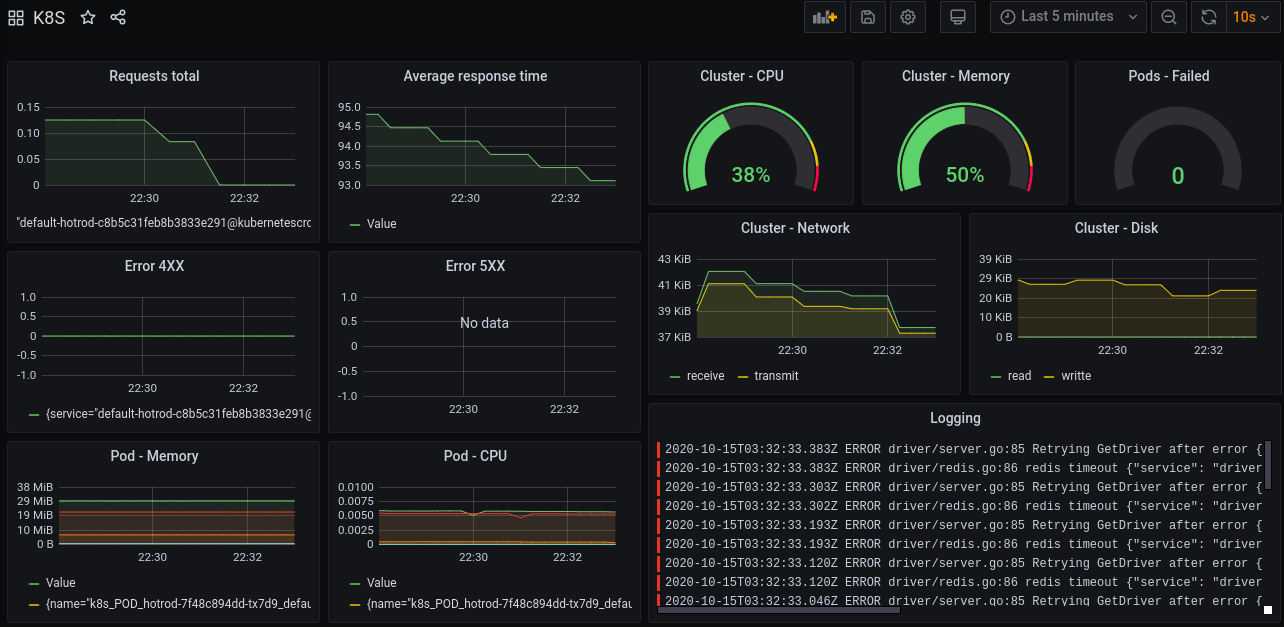 K8S
Last 5 minutes
10s
Requests total
0.15
0.10
0.05
0
22:30 22:32
"default-hotrod-c8b5c31feb8b3833e291@kubernetescro
Average response time
95.0
94.5
94.0
93.5
93.0
22:30 22:32
Value
Cluster - CPU
38%
Cluster - Memory
50%
Pods - Failed
0
Error 4XX
1.0
0.5
0
-0.5
-1.0
22:30 22:32
{service="default-hotrod-c8b5c31feb8b3833e291@
Error 5XX
1.0
0.5
0
-0.5
-1.0
No data
22:30 22:32
Cluster - Network
43 KiB
41 KiB
39 KiB
37 KiB
22:30 22:32
receive transmit
Cluster - Disk
39 KiB
29 KiB
20 KiB
10 KiB
0 B
22:30 22:32
read writte
Pod - Memory
38 MiB
29 MiB
19 MiB
10 MiB
0 B
22:30 22:32
Value
{name="k8s_POD_hotrod-7f48c894dd-tx7d9_defau
Pod - CPU
0.0100
0.0075
0.0050
0.0025
0
22:30 22:32
Value
{name="k8s_POD_hotrod-7f48c894dd-tx7d9_defau
Logging
2020-10-15T03:32:33.383Z ERROR driver/server.go:85 Retrying GetDriver after error {
2020-10-15T03:32:33.383Z ERROR driver/redis.go:86 redis timeout {"service": "driver
2020-10-15T03:32:33.303Z ERROR driver/server.go:85 Retrying GetDriver after error {
2020-10-15T03:32:33.302Z ERROR driver/redis.go:86 redis timeout {"service": "driver
2020-10-15T03:32:33.193Z ERROR driver/server.go:85 Retrying GetDriver after error {
2020-10-15T03:32:33.193Z ERROR driver/redis.go:86 redis timeout {"service": "driver
2020-10-15T03:32:33.120Z ERROR driver/server.go:85 Retrying GetDriver after error {
2020-10-15T03:32:33.120Z ERROR driver/redis.go:86 redis timeout {"service": "driver
2020-10-15T03:32:33.046Z ERROR driver/server.go:85 Retrying GetDriver after error {